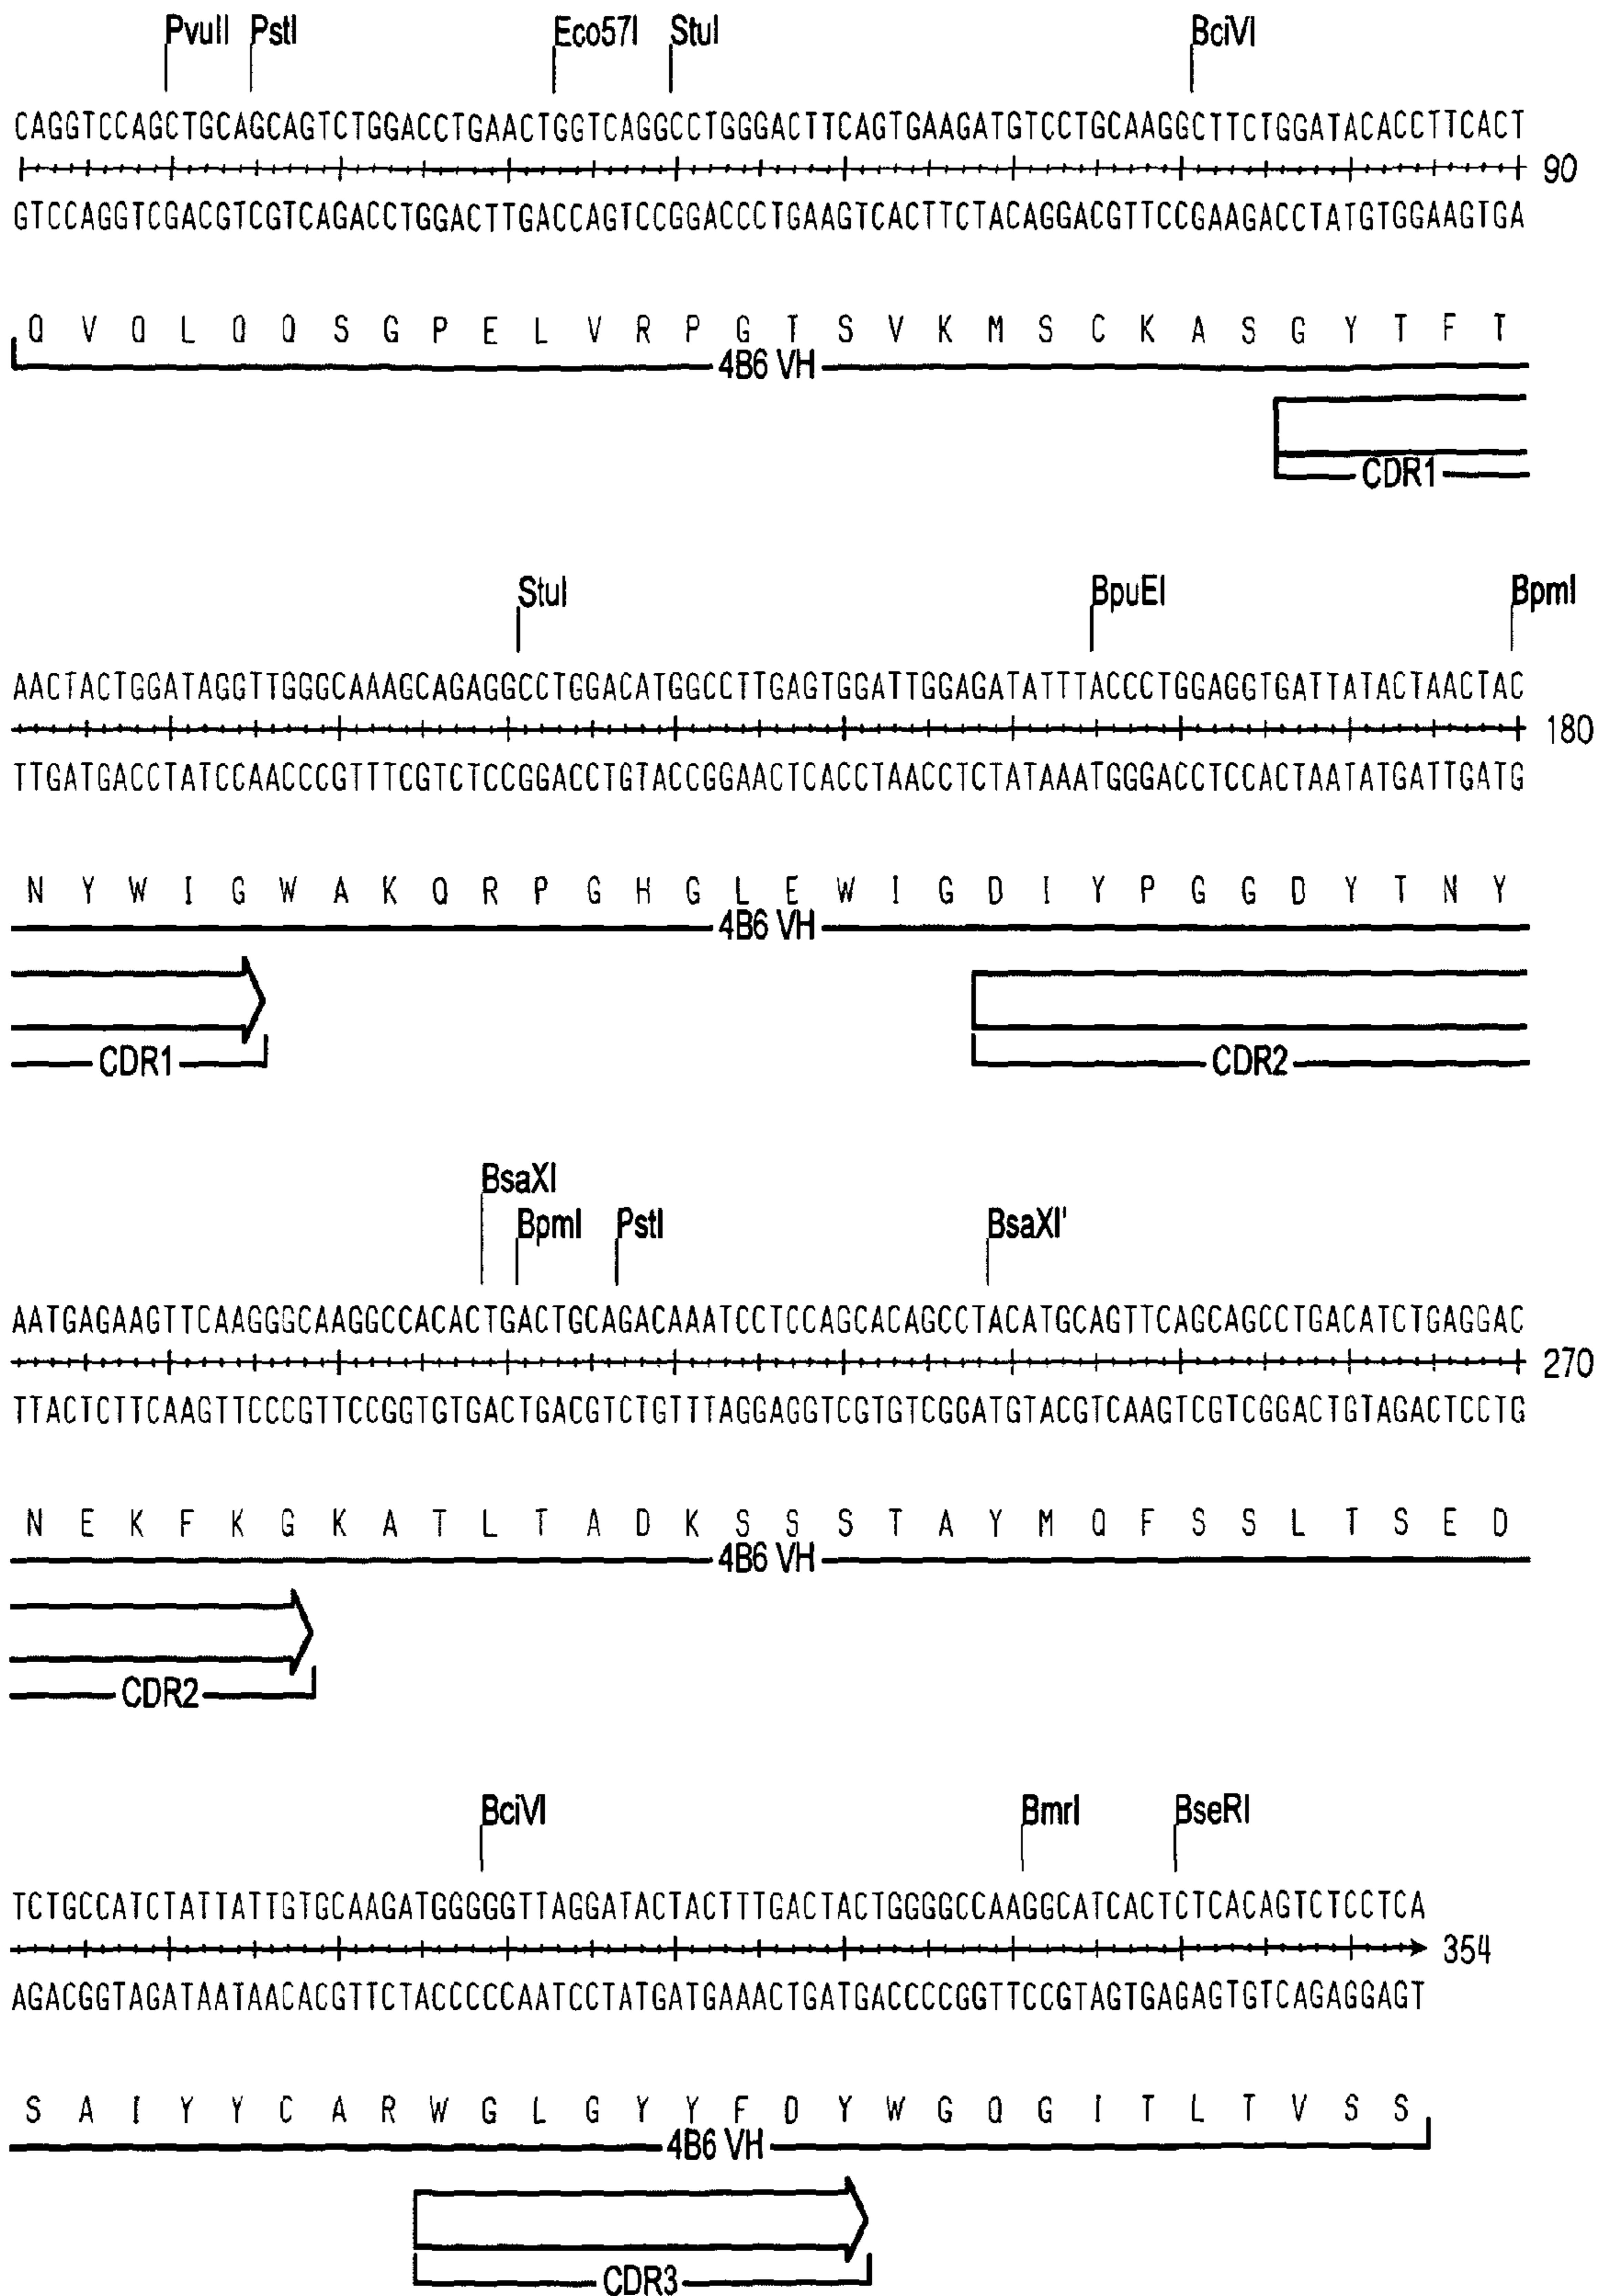 PvuII PstI Eco57I StuI BciVI
CAGGTCCAGCTGCAGCAGTCTGGACCTGAACTGGTCAGGCCTGGGACTTCAGTGAAGATGTCCTGCAAGGCTTCTGGATACACCTTCACT
90
GTCCAGGTCGACGTCGTCAGACCTGGACTTGACCAGTCCGGACCCTGAAGTCACTTCTACAGGACGTTCCGAAGACCTATGTGGAAGTGA
Q V Q L Q Q S G P E L V R P G T S V K M S C K A S G Y T F T
4B6 VH
CDR1
StuI BpuEI BpmI
AACTACTGGATAGGTTGGGCAAAGCAGAGGCCTGGACATGGCCTTGAGTGGATTGGAGATATTTACCCTGGAGGTGATTATACTAACTAC
180
TTGATGACCTATCCAACCCGTTTCGTCTCCGGACCTGTACCGGAACTCACCTAACCTCTATAAATGGGACCTCCACTAATATGATTGATG
N Y W I G W A K Q R P G H G L E W I G D I Y P G G D Y T N Y
4B6 VH
CDR1 CDR2
BsaXI
BpmI PstI BsaXI'
AATGAGAAGTTCAAGGGCAAGGCCACACTGACTGCAGACAAATCCTCCAGCACAGCCTACATGCAGTTCAGCAGCCTGACATCTGAGGAC
270
TTACTCTTCAAGTTCCCGTTCCGGTGTGACTGACGTCTGTTTAGGAGGTCGTGTCGGATGTACGTCAAGTCGTCGGACTGTAGACTCCTG
N E K F K G K A T L T A D K S S S T A Y M Q F S S L T S E D
4B6 VH
CDR2
BciVI BmrI BseRI
TCTGCCATCTATTATTGTGCAAGATGGGGGTTAGGATACTACTTTGACTACTGGGGCCAAGGCATCACTCTCACAGTCTCCTCA
354
AGACGGTAGATAATAACACGTTCTACCCCCAATCCTATGATGAAACTGATGACCCCGGTTCCGTAGTGAGAGTGTCAGAGGAGT
S A I Y Y C A R W G L G Y Y F D Y W G Q G I T L T V S S
4B6 VH
CDR3